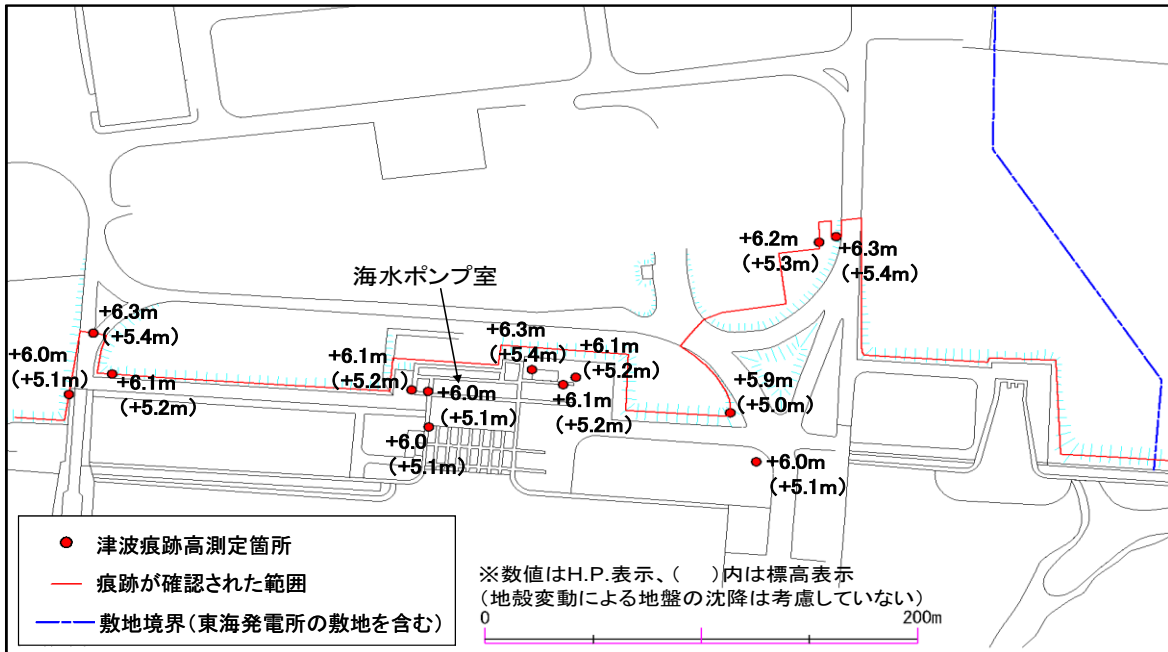 +6.2m
(+5.3m)
+6.3m
(+5.4m)
海水ポンプ室
+6.3m
(+5.4m)
+6.0m
(+5.1m)
+6.1m
(+5.2m)
+6.1m
(+5.2m)
+6.0m
(+5.1m)
+6.3m
(+5.4m)
+6.1m
(+5.2m)
+6.1m
(+5.2m)
+5.9m
(+5.0m)
+6.0
(+5.1m)
+6.0m
(+5.1m)
津波痕跡高測定箇所
痕跡が確認された範囲
敷地境界(東海発電所の敷地を含む)
※数値はH.P.表示、( )内は標高表示
(地殻変動による地盤の沈降は考慮していない)
0 200m